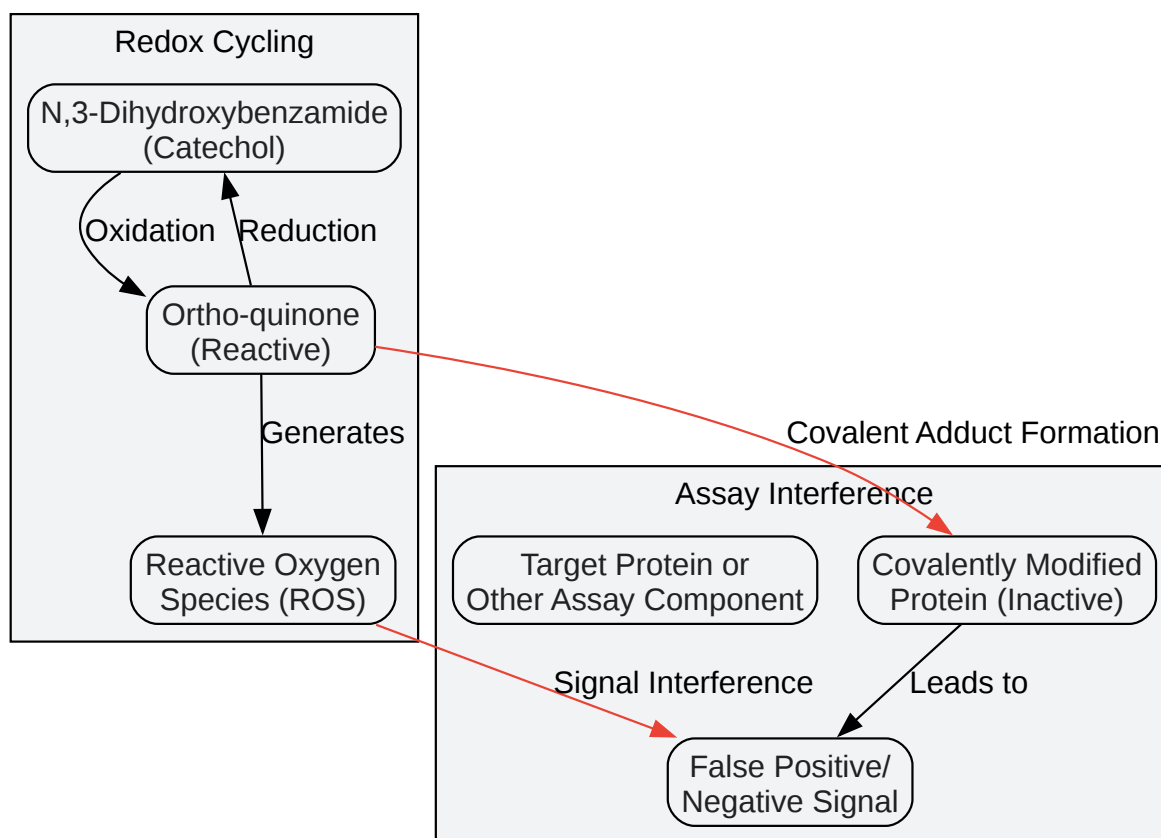 Redox Cycling
N,3-Dihydroxybenzamide
(Catechol)
Oxidation
Reduction
Ortho-quinone
(Reactive)
Generates
Covalent Adduct Formation
Assay Interference
Reactive Oxygen
Species (ROS)
Target Protein or
Other Assay Component
Covalently Modified
Protein (Inactive)
Signal Interference
Leads to
False Positive/
Negative Signal